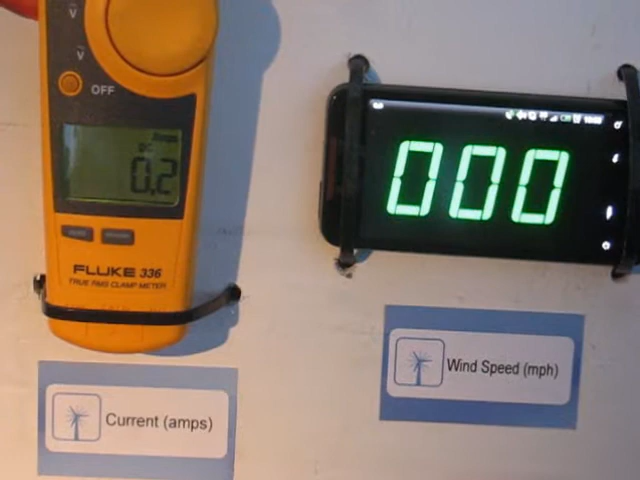 OFF
0.2
FLUKE 336
TRUE RMS CLAMP METER
Current (amps)
000
Wind Speed (mph)